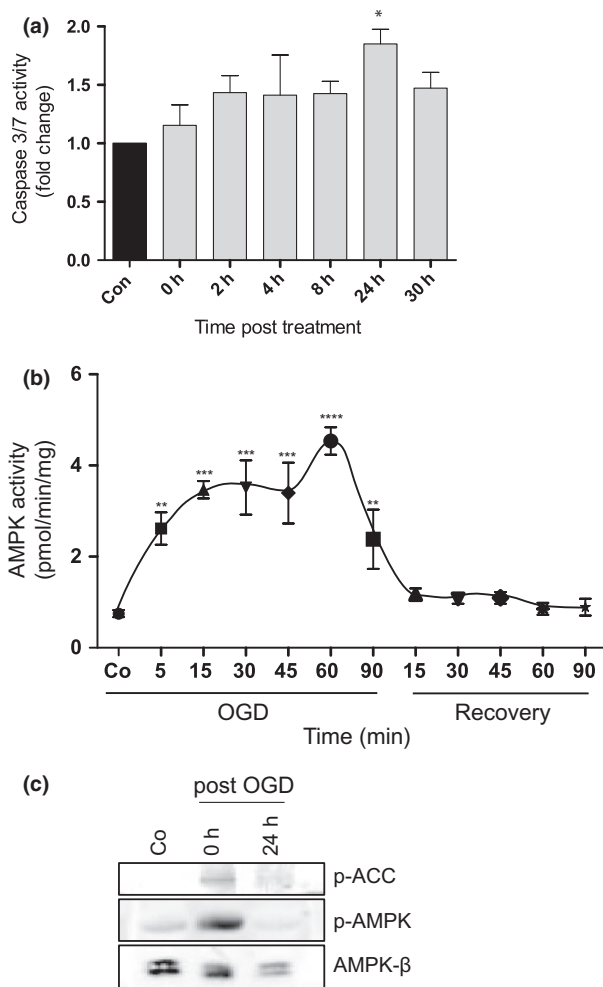 (a)
Caspase 3/7 activity
(fold change)
2.0
1.5
1.0
0.5
0.0
*
Con 0 h 2 h 4 h 8 h 24 h 30 h
Time post treatment
(b)
AMPK activity
(pmol/min/mg)
6
4
2
0
** *** *** *** **** **
Co 5 15 30 45 60 90 15 30 45 60 90
OGD Recovery
Time (min)
(c)
post OGD
Co 0 h 24 h
p-ACC
p-AMPK
AMPK-β